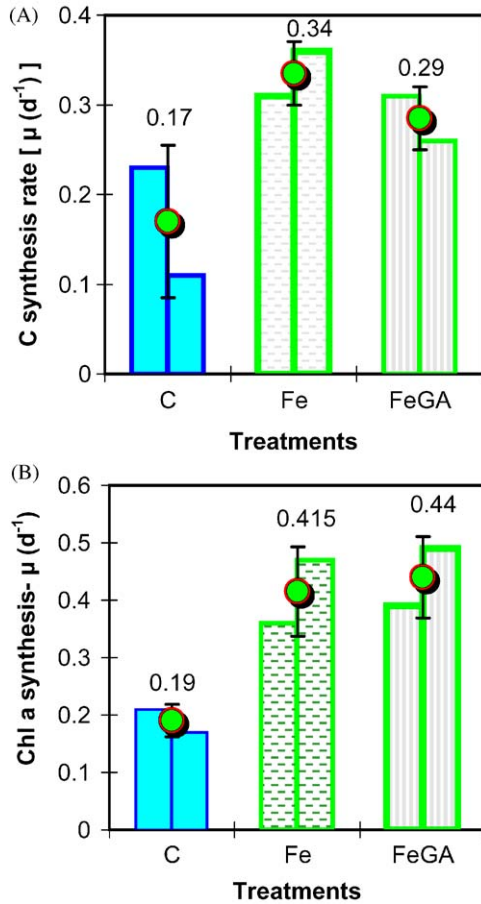 (A)
C synthesis rate [ µ (d⁻¹) ]
0.4
0.3
0.2
0.1
0
0.17
0.34
0.29
C Fe FeGA
Treatments
(B)
Chl a synthesis- µ (d⁻¹)
0.6
0.5
0.4
0.3
0.2
0.1
0
0.19
0.415
0.44
C Fe FeGA
Treatments